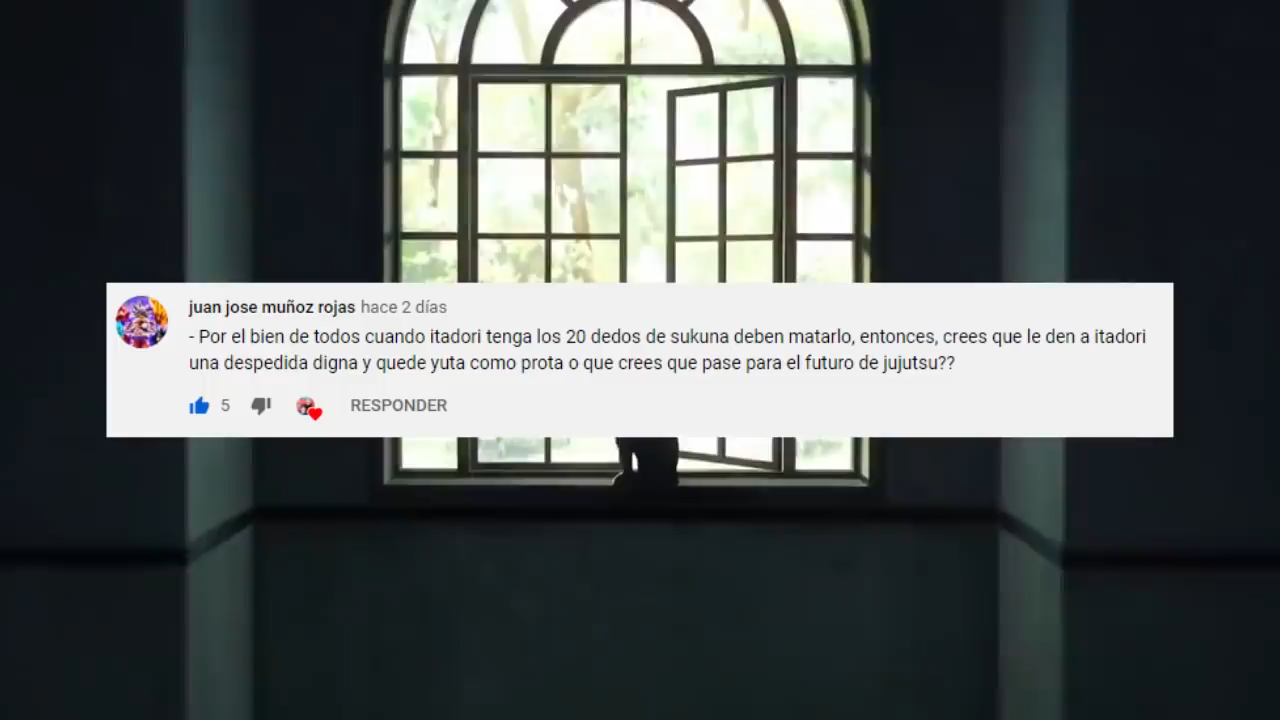 juan jose muñoz rojas hace 2 días
- Por el bien de todos cuando itadori tenga los 20 dedos de sukuna deben matarlo, entonces, crees que le den a itadori
una despedida digna y quede yuta como prota o que crees que pase para el futuro de jujutsu??
5 RESPONDER